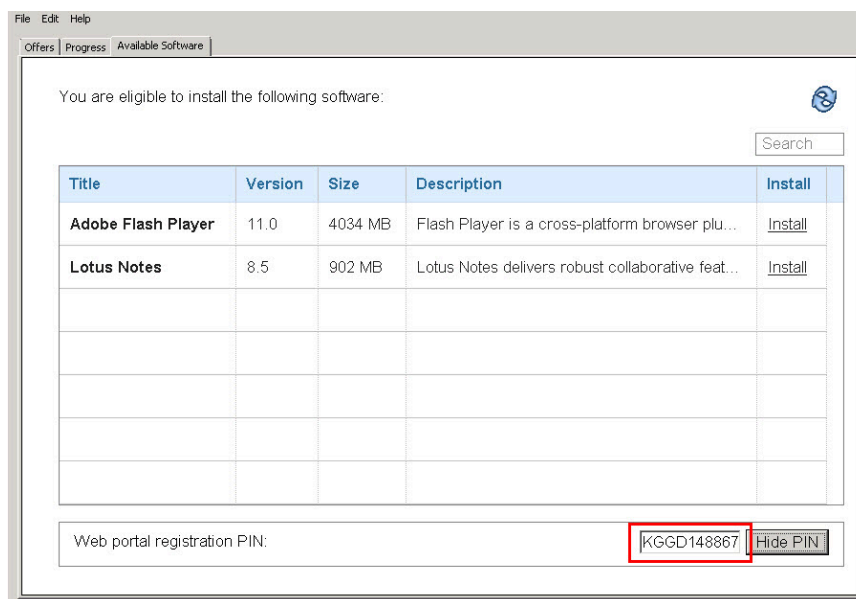 File Edit Help
Offers Progress Available Software
You are eligible to install the following software:
Search
Title Version Size Description Install
Adobe Flash Player 11.0 4034 MB Flash Player is a cross-platform browser plu... Install
Lotus Notes 8.5 902 MB Lotus Notes delivers robust collaborative feat... Install
Web portal registration PIN: KGGD148867 Hide PIN